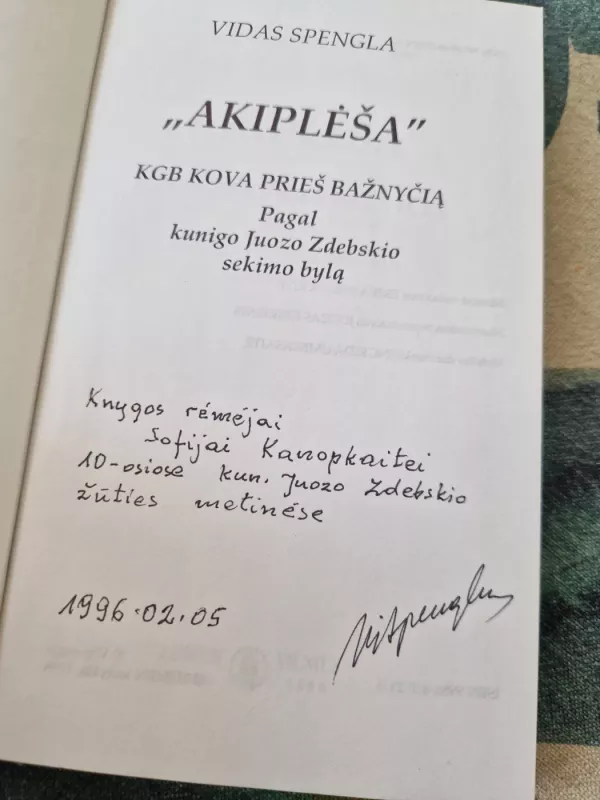 VIDAS SPENGLA
„AKIPLĖŠA”
KGB KOVA PRIEŠ BAŽNYČIĄ
Pagal
kunigo Juozo Zdebskio
sekimo bylą
Knygos rėmėjai
Sofijai Kanopkaitei
10-osiose kun. Juozo Zdebskio
žūties metinėse
1996.02.05
VSpengla